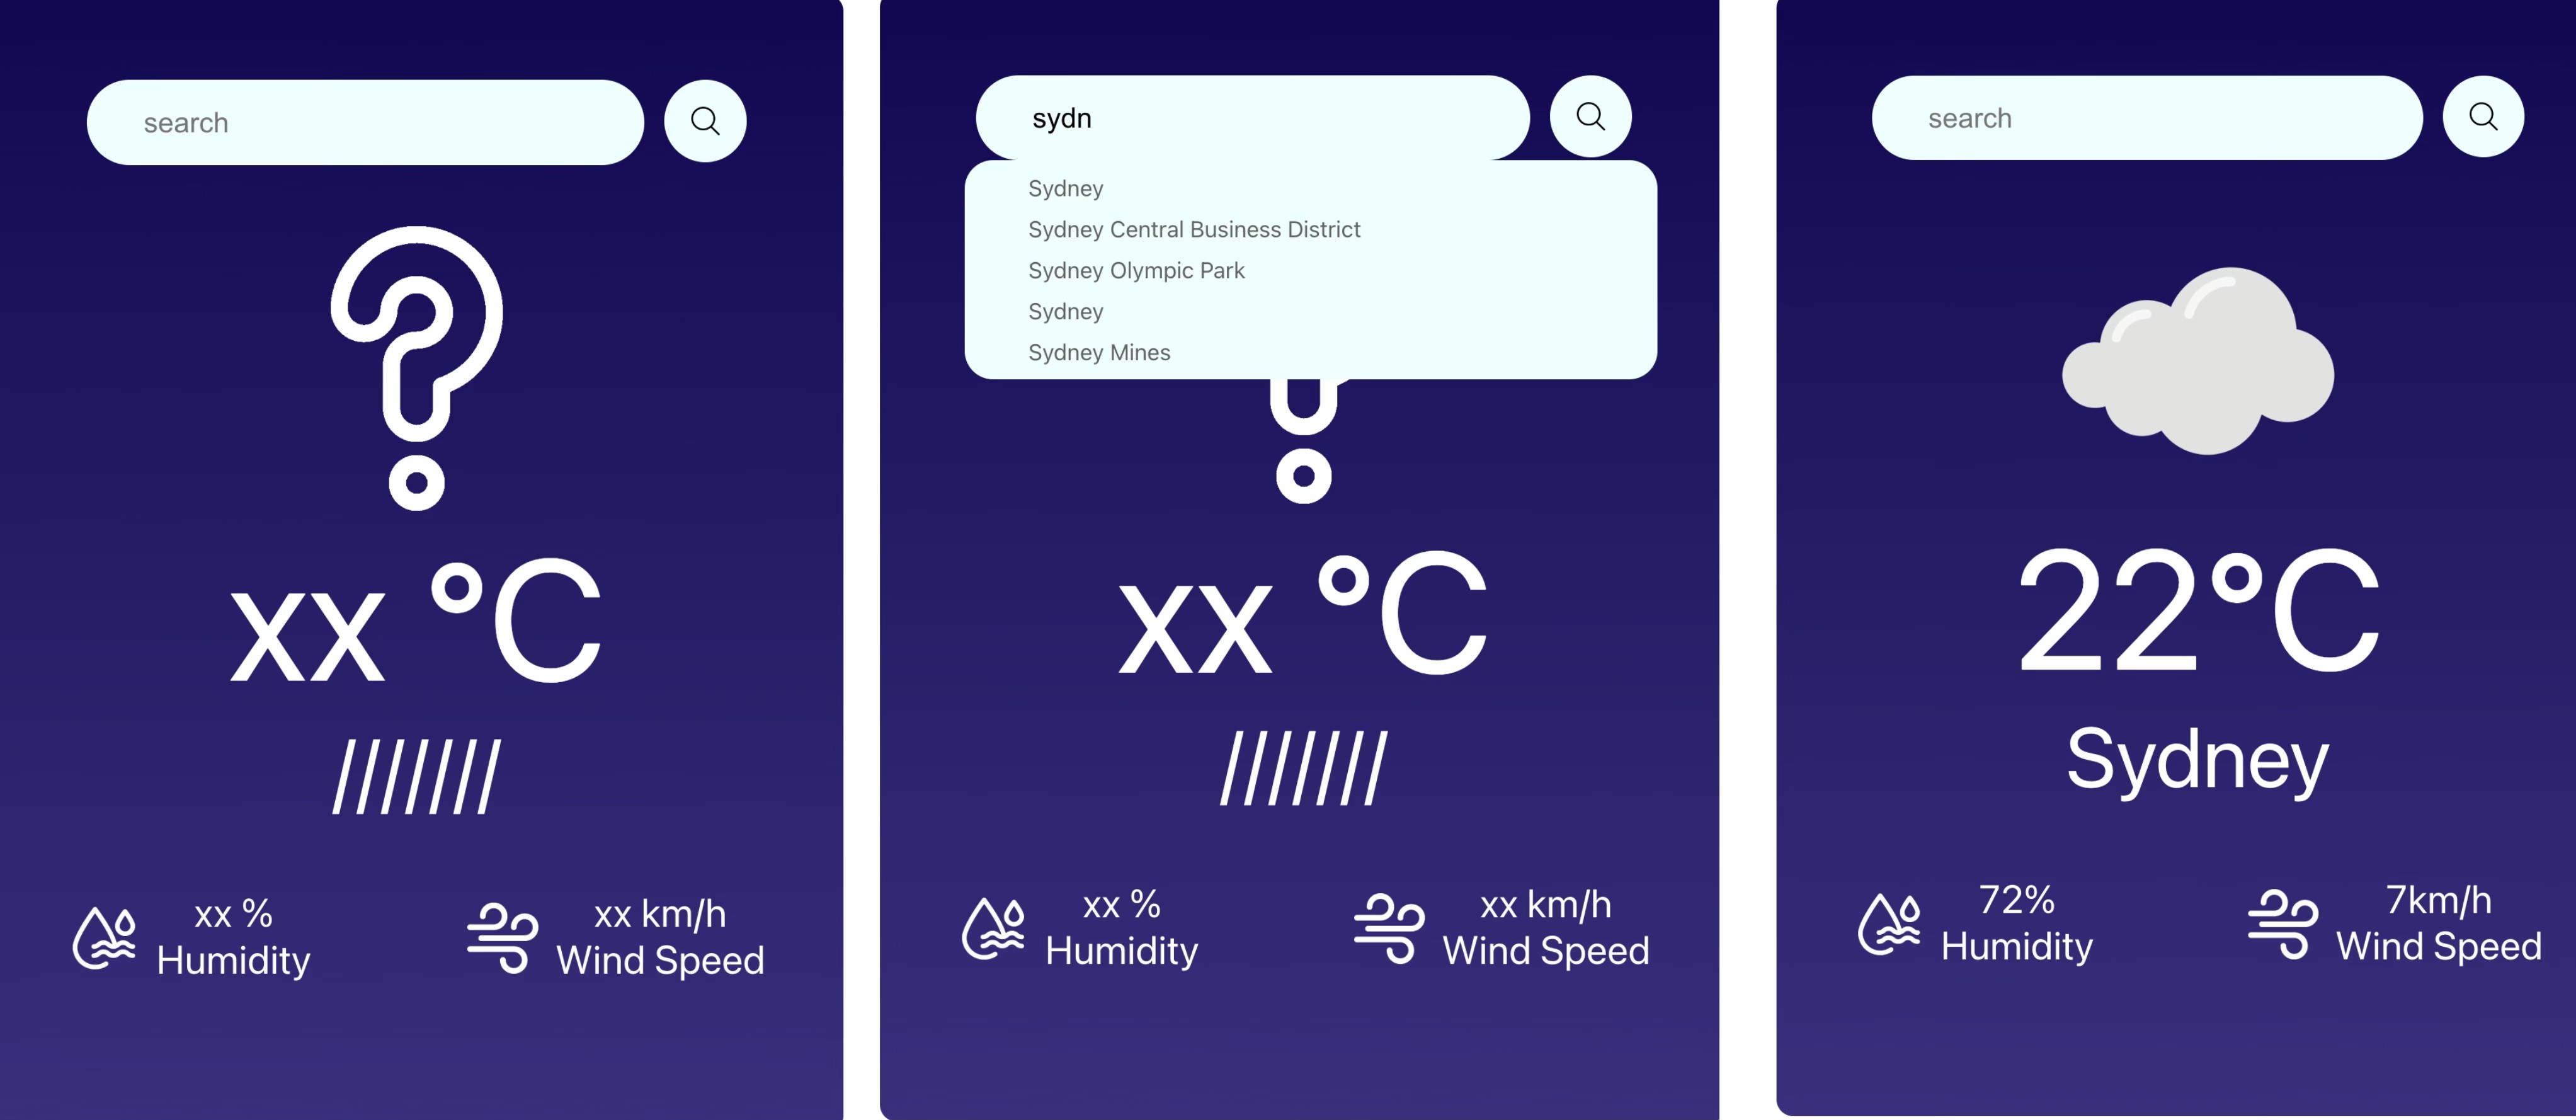 search
xx °C
///////
xx %
Humidity
xx km/h
Wind Speed
sydn
Sydney
Sydney Central Business District
Sydney Olympic Park
Sydney
Sydney Mines
xx °C
///////
xx %
Humidity
xx km/h
Wind Speed
search
22°C
Sydney
72%
Humidity
7km/h
Wind Speed